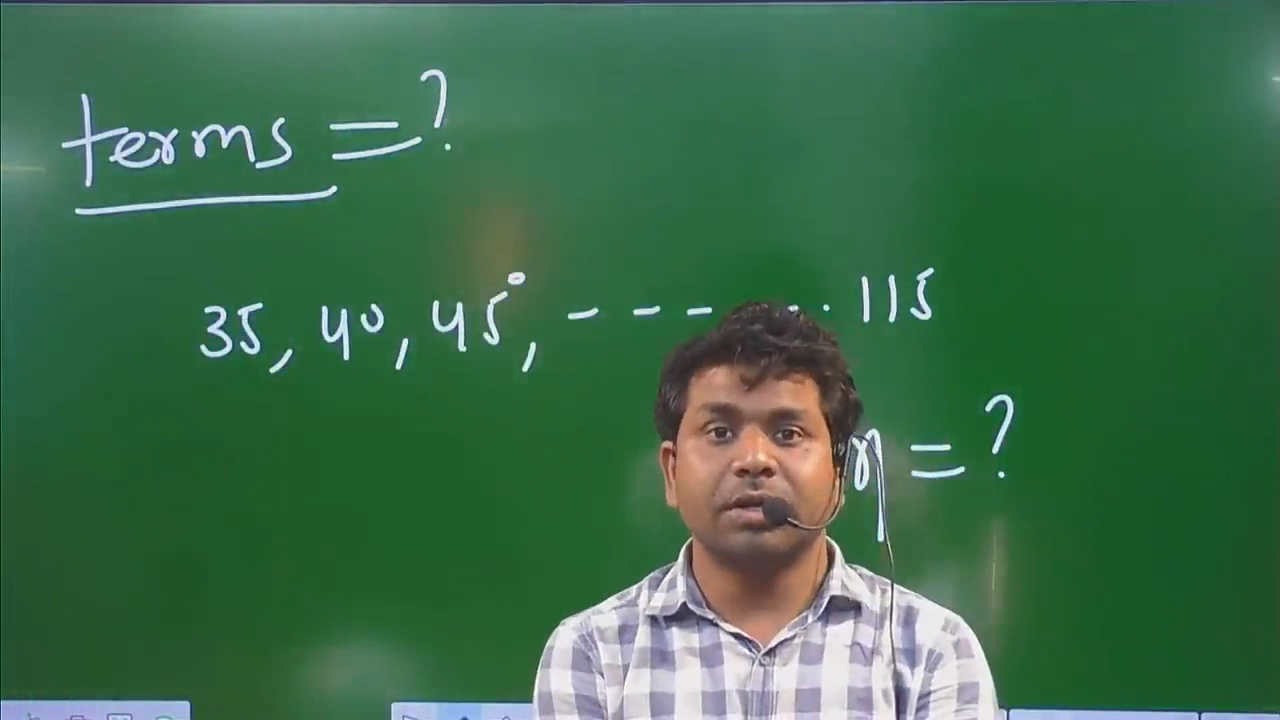 terms = ?
35, 40, 45°, - - - - .. 115
n = ?